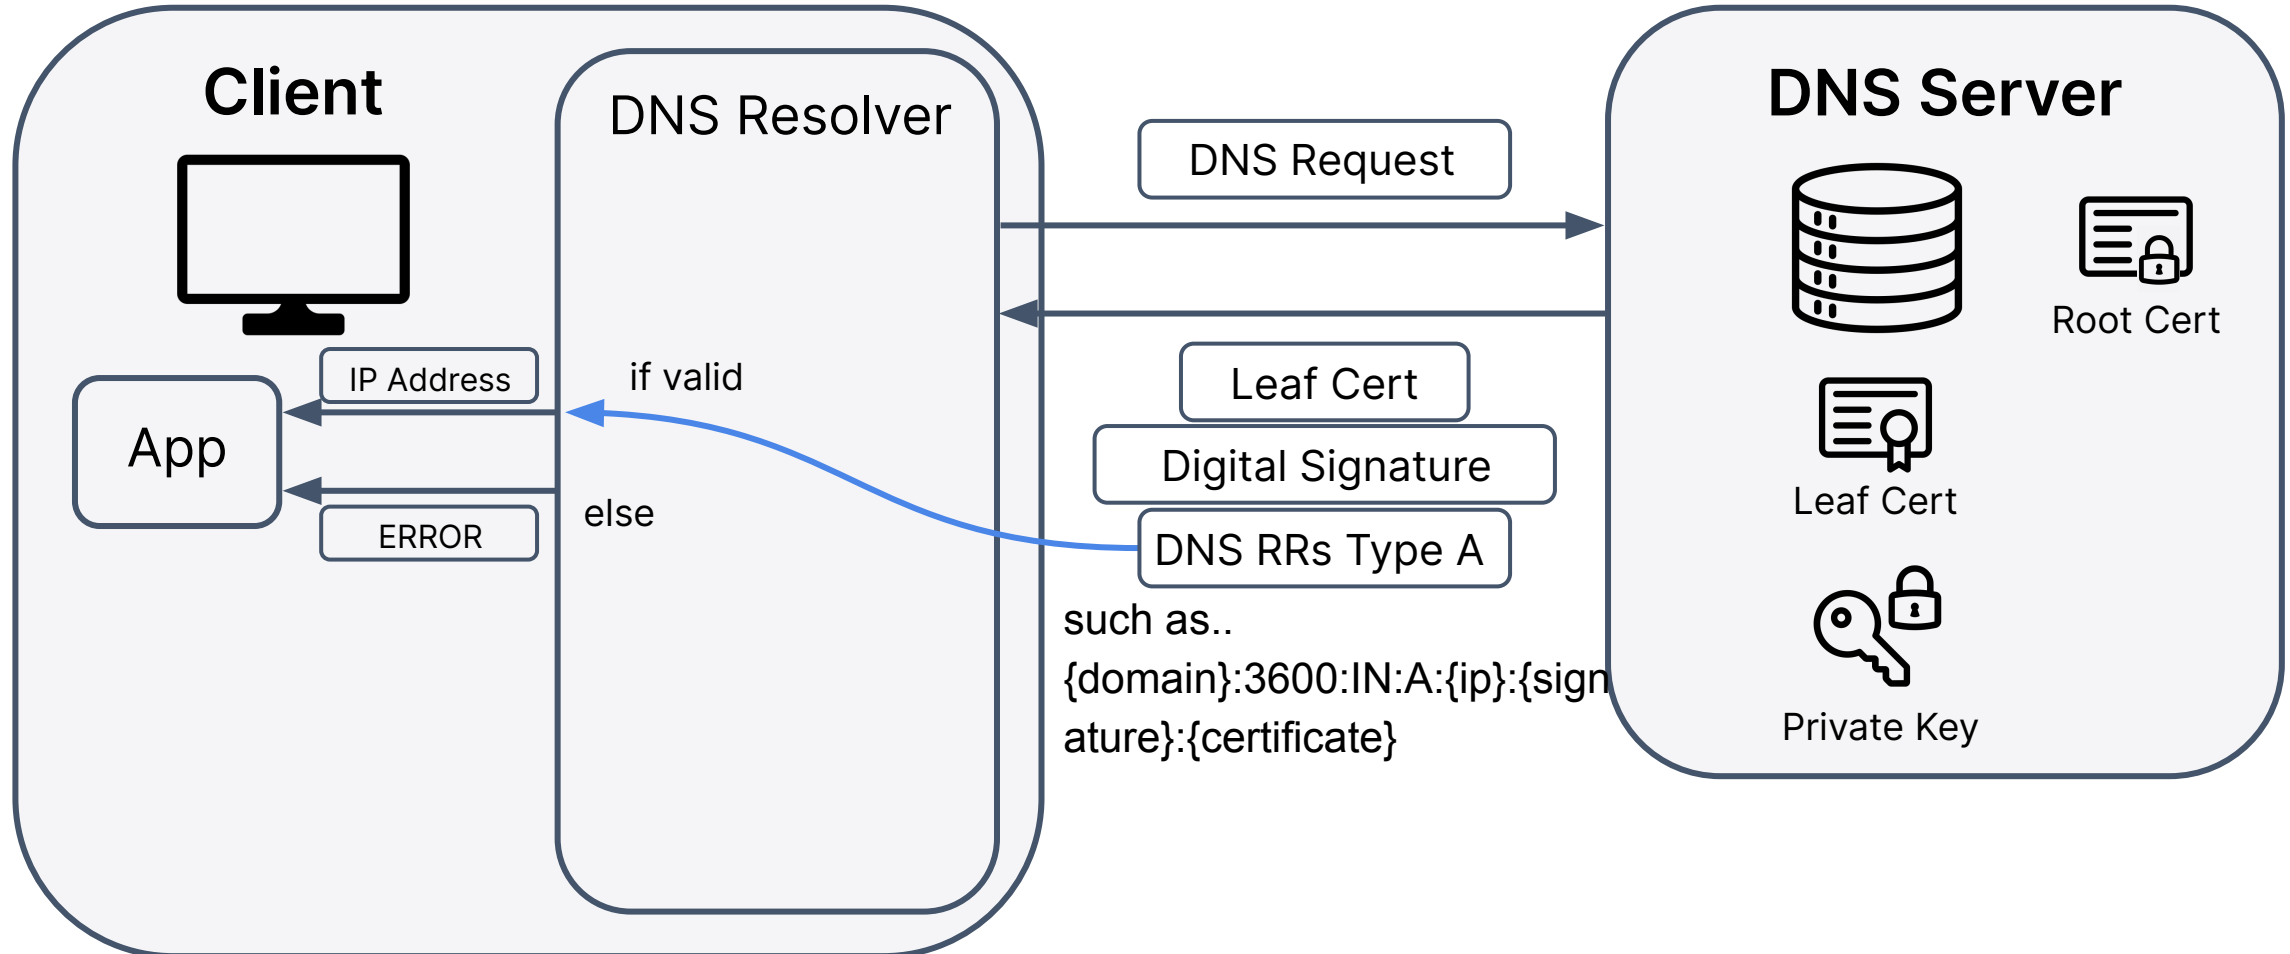 Client
DNS Resolver
DNS Server
DNS Request
Root Cert
IP Address
if valid
Leaf Cert
App
Digital Signature
Leaf Cert
else
ERROR
DNS RRs Type A
such as..
{domain}:3600:IN:A:{ip}:{sign
ature}:{certificate}
Private Key